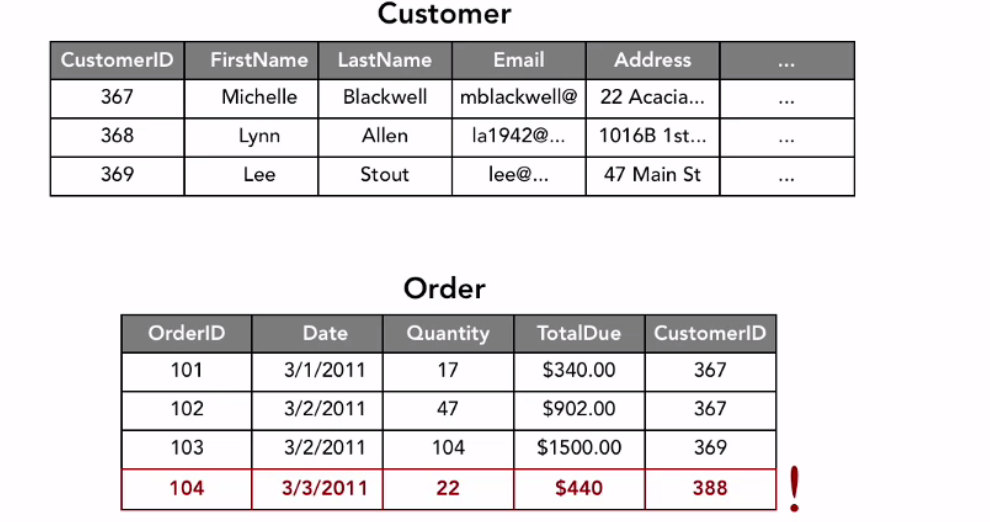 Customer
CustomerID FirstName LastName Email Address ...
367 Michelle Blackwell mblackwell@ 22 Acacia... ...
368 Lynn Allen la1942@... 1016B 1st... ...
369 Lee Stout lee@... 47 Main St ...
Order
OrderID Date Quantity TotalDue CustomerID
101 3/1/2011 17 $340.00 367
102 3/2/2011 47 $902.00 367
103 3/2/2011 104 $1500.00 369
104 3/3/2011 22 $440 388 !